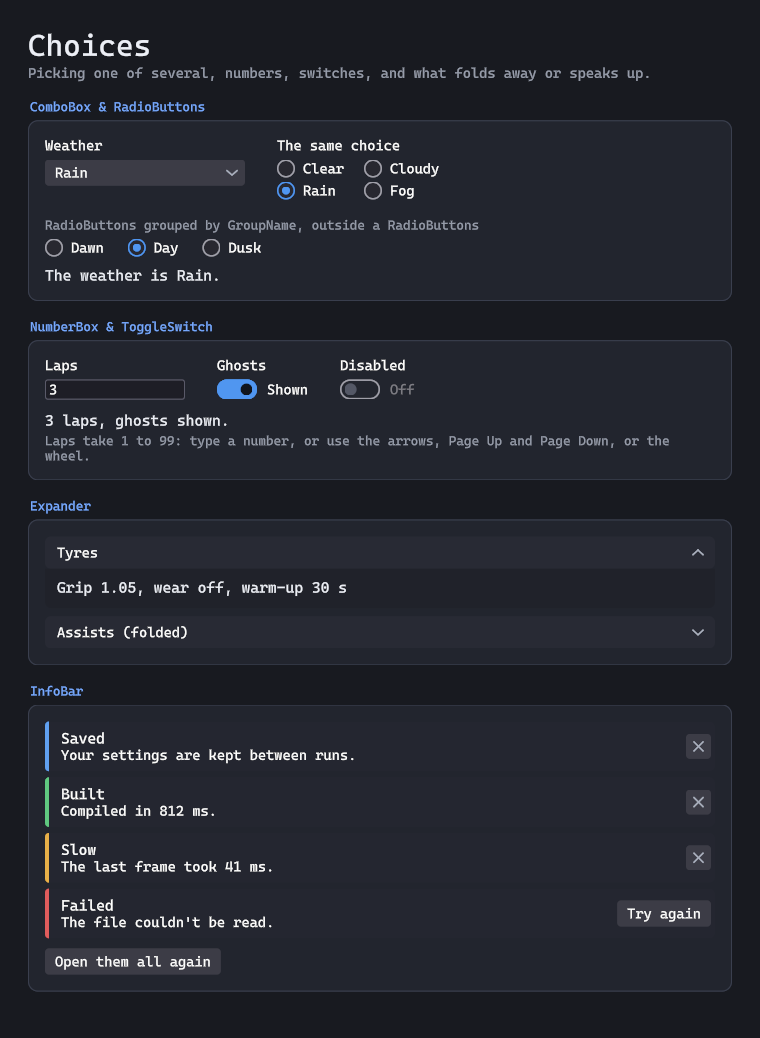 Choices
Picking one of several, numbers, switches, and what folds away or speaks up.
ComboBox & RadioButtons
Weather
Rain
The same choice
Clear
Cloudy
Rain
Fog
RadioButtons grouped by GroupName, outside a RadioButtons
Dawn
Day
Dusk
The weather is Rain.
NumberBox & ToggleSwitch
Laps
3
Ghosts
Shown
Disabled
Off
3 laps, ghosts shown.
Laps take 1 to 99: type a number, or use the arrows, Page Up and Page Down, or the
wheel.
Expander
Tyres
Grip 1.05, wear off, warm-up 30 s
Assists (folded)
InfoBar
Saved
Your settings are kept between runs.
Built
Compiled in 812 ms.
Slow
The last frame took 41 ms.
Failed
The file couldn't be read.
Try again
Open them all again